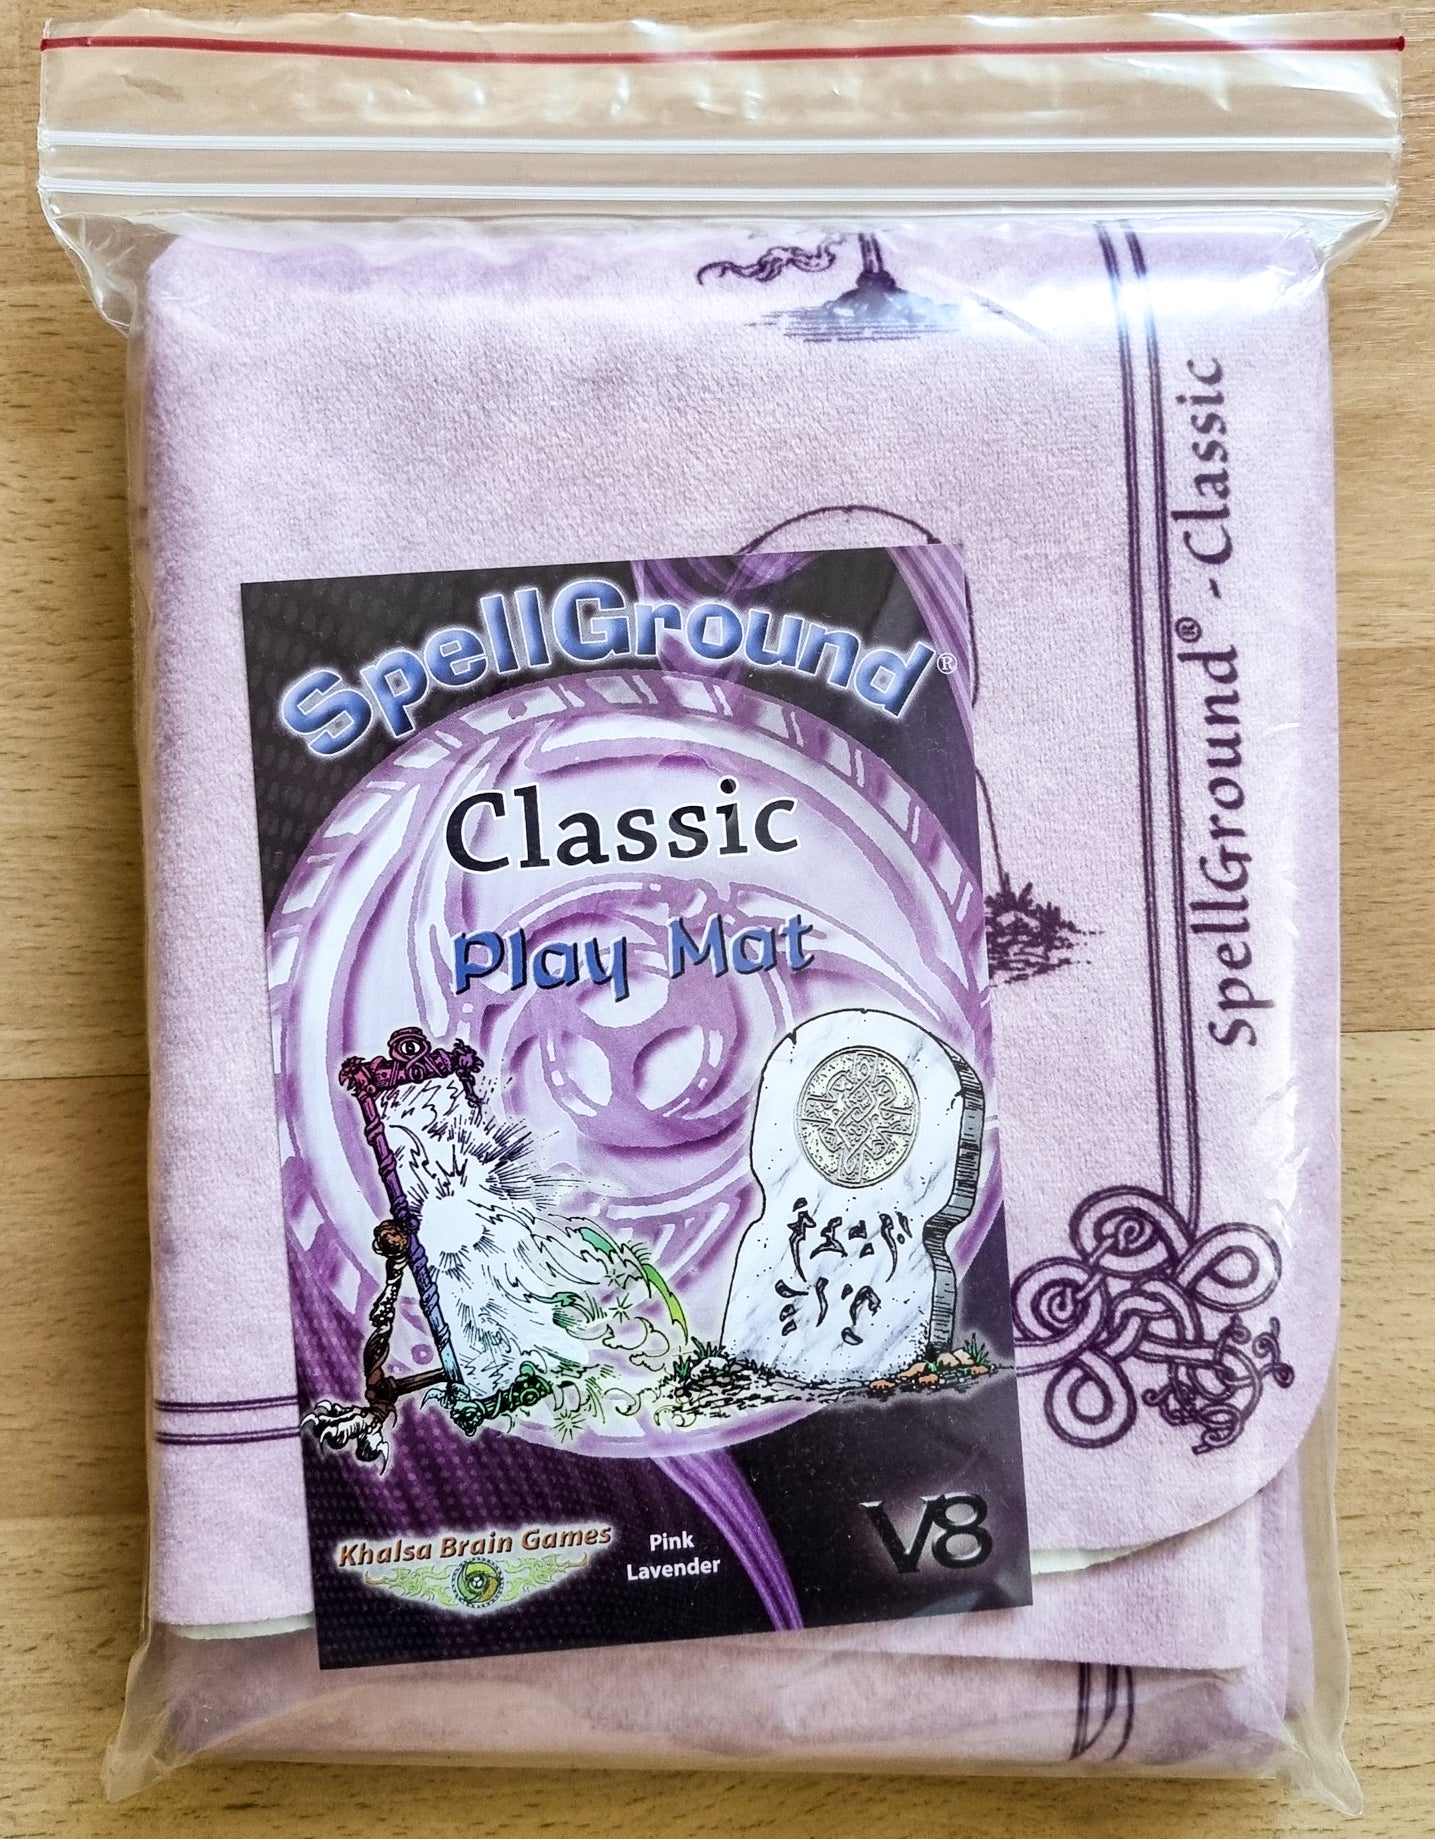 SpellGround®
Classic
Play Mat
Khalsa Brain Games
Pink
Lavender
V8
SpellGround® - Classic